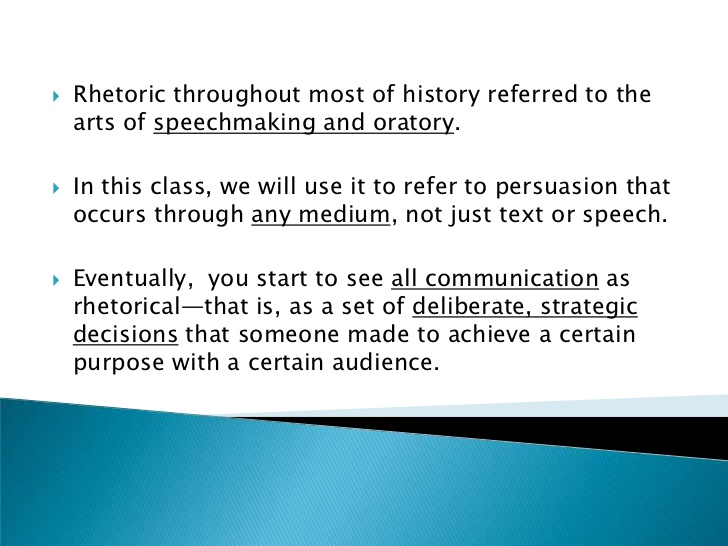 Rhetoric throughout most of history referred to the
arts of speechmaking and oratory.
In this class, we will use it to refer to persuasion that
occurs through any medium, not just text or speech.
Eventually,  you start to see all communication as
rhetorical—that is, as a set of deliberate, strategic
decisions that someone made to achieve a certain
purpose with a certain audience.